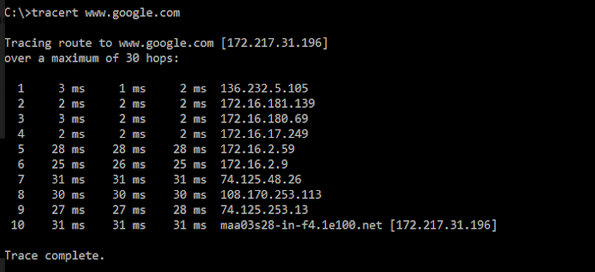 C:\>tracert www.google.com
Tracing route to www.google.com [172.217.31.196]
over a maximum of 30 hops:
1 3 ms 1 ms 2 ms 136.232.5.105
2 2 ms 2 ms 2 ms 172.16.181.139
3 3 ms 2 ms 2 ms 172.16.180.69
4 2 ms 2 ms 2 ms 172.16.17.249
5 28 ms 28 ms 28 ms 172.16.2.59
6 25 ms 26 ms 25 ms 172.16.2.9
7 31 ms 31 ms 31 ms 74.125.48.26
8 30 ms 30 ms 30 ms 108.170.253.113
9 27 ms 27 ms 28 ms 74.125.253.13
10 31 ms 31 ms 31 ms maa03s28-in-f4.1e100.net [172.217.31.196]
Trace complete.